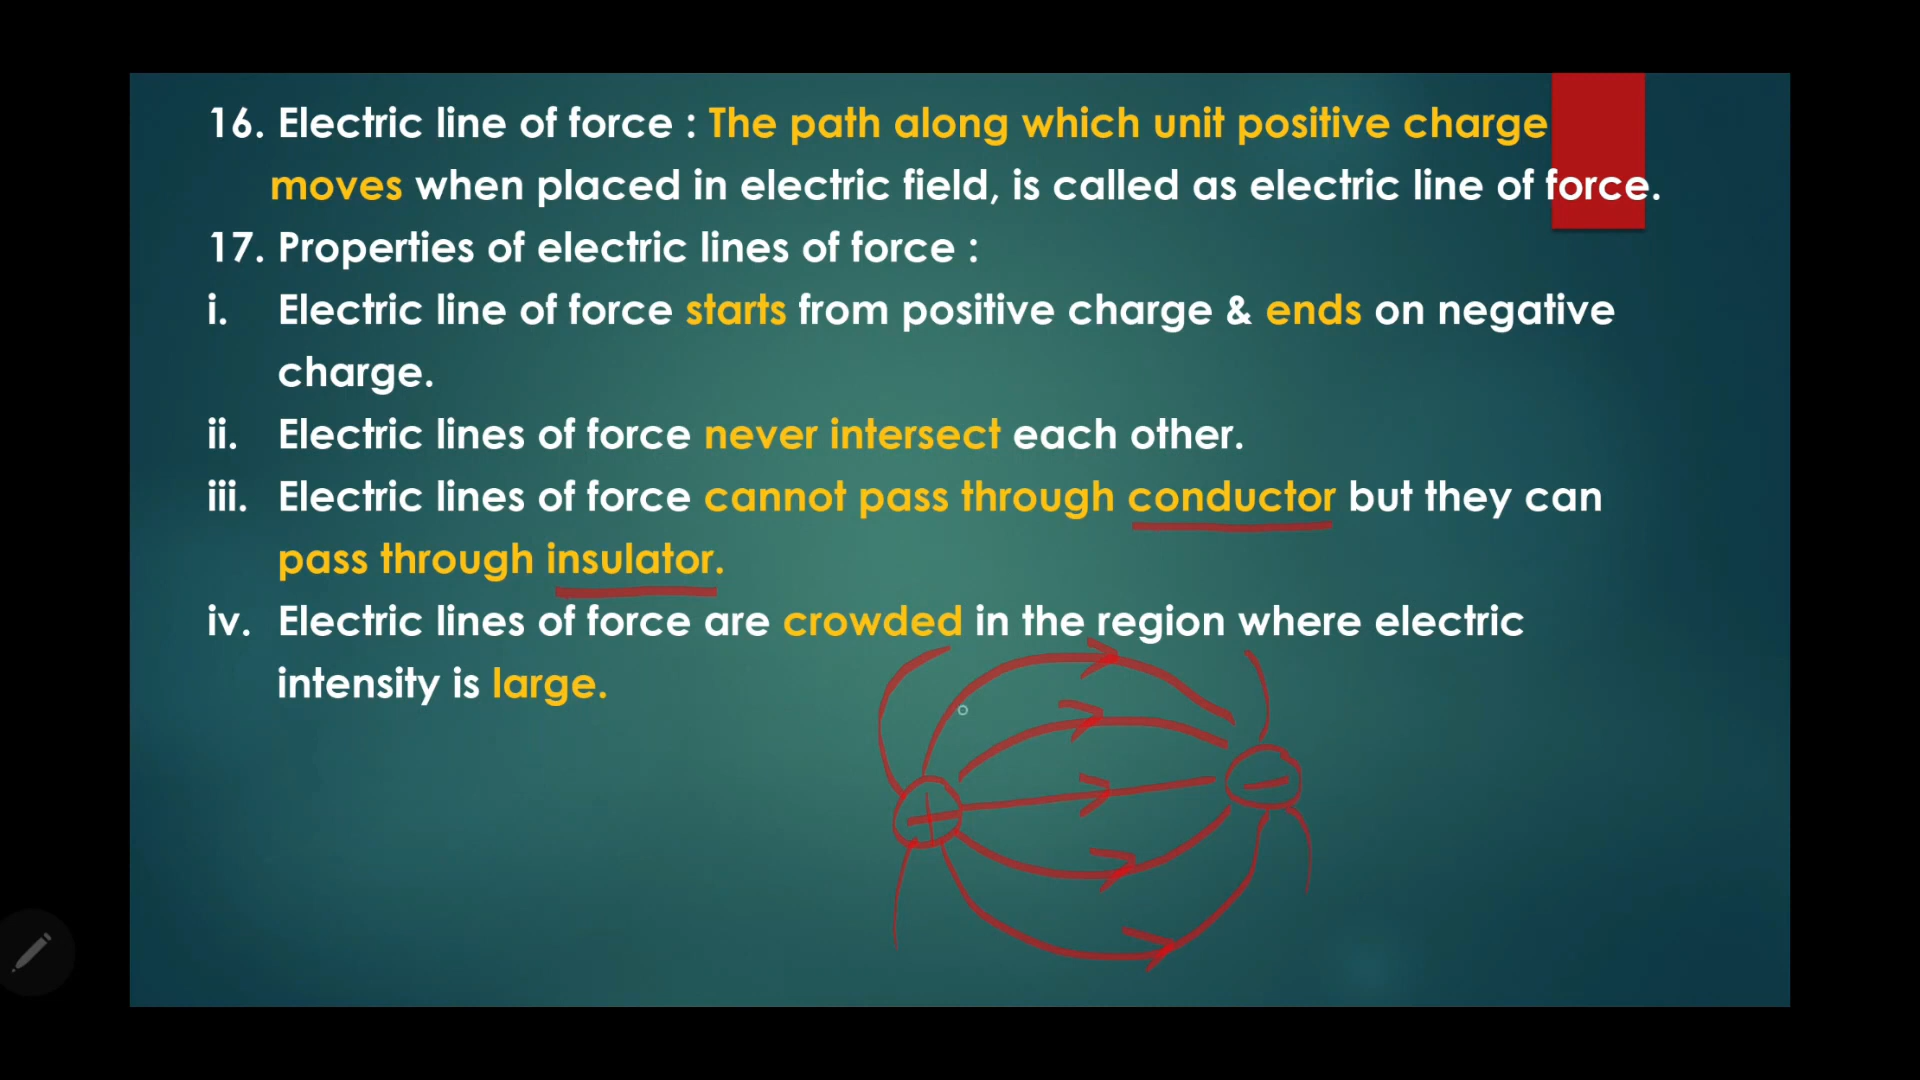 16. Electric line of force : The path along which unit positive charge
moves when placed in electric field, is called as electric line of force.
17. Properties of electric lines of force :
i. Electric line of force starts from positive charge & ends on negative
charge.
ii. Electric lines of force never intersect each other.
iii. Electric lines of force cannot pass through conductor but they can
pass through insulator.
iv. Electric lines of force are crowded in the region where electric
intensity is large.
+ −